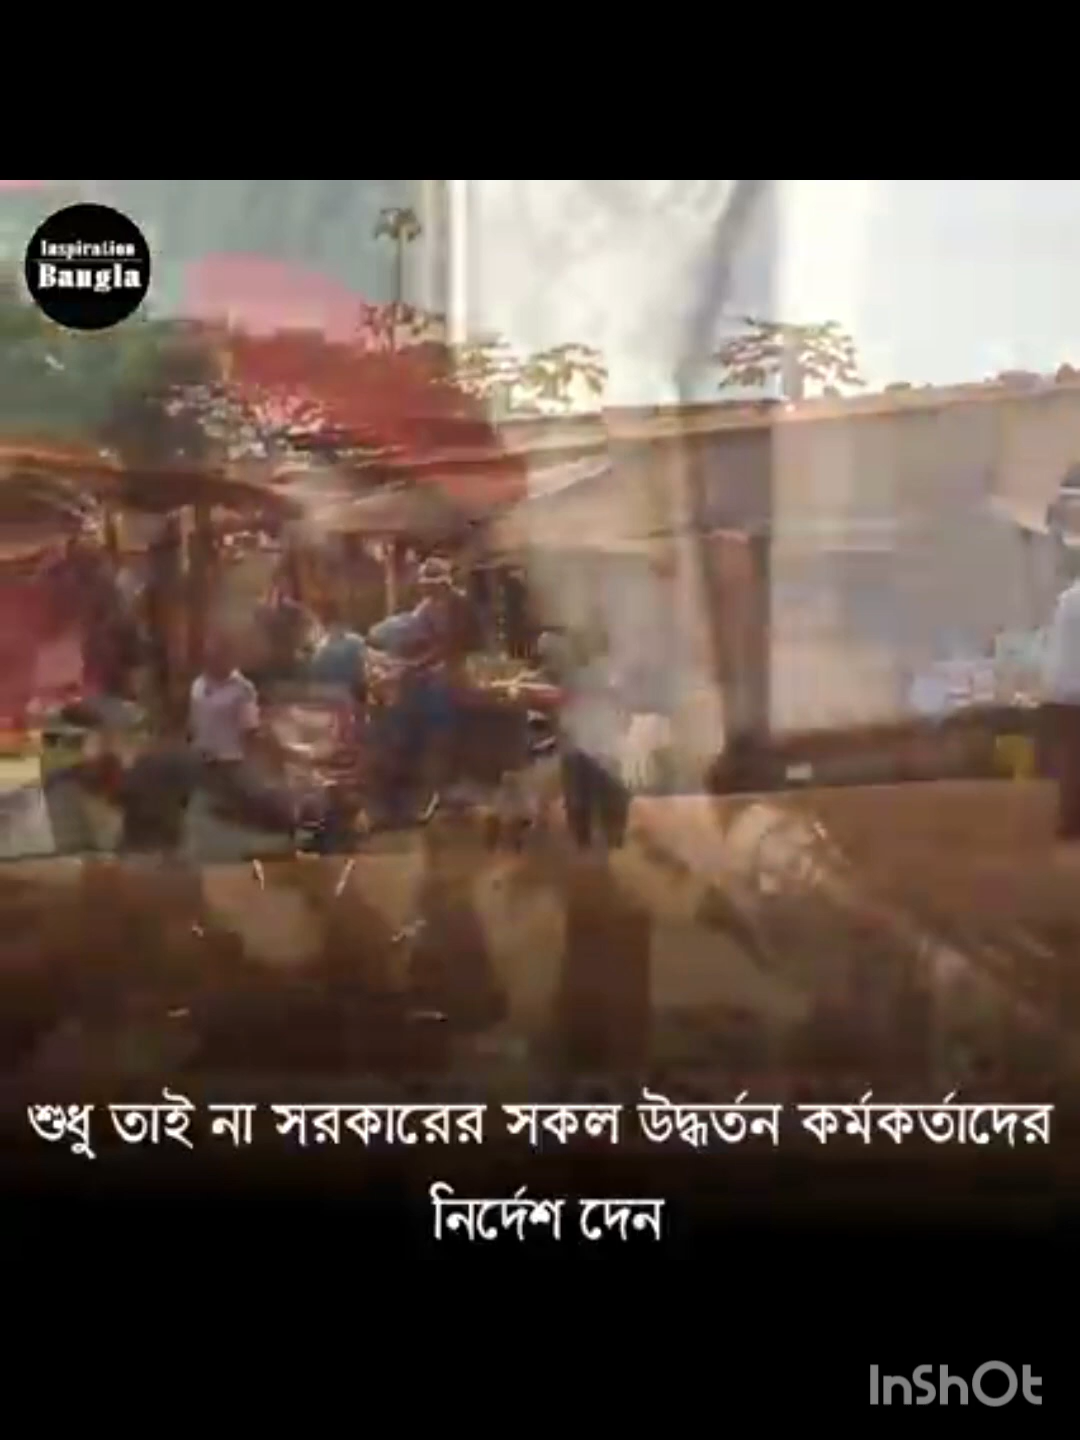 Inspiration
Bangla
শুধু তাই না সরকারের সকল উদ্ধর্তন কর্মকর্তাদের
নির্দেশ দেন
InShOt